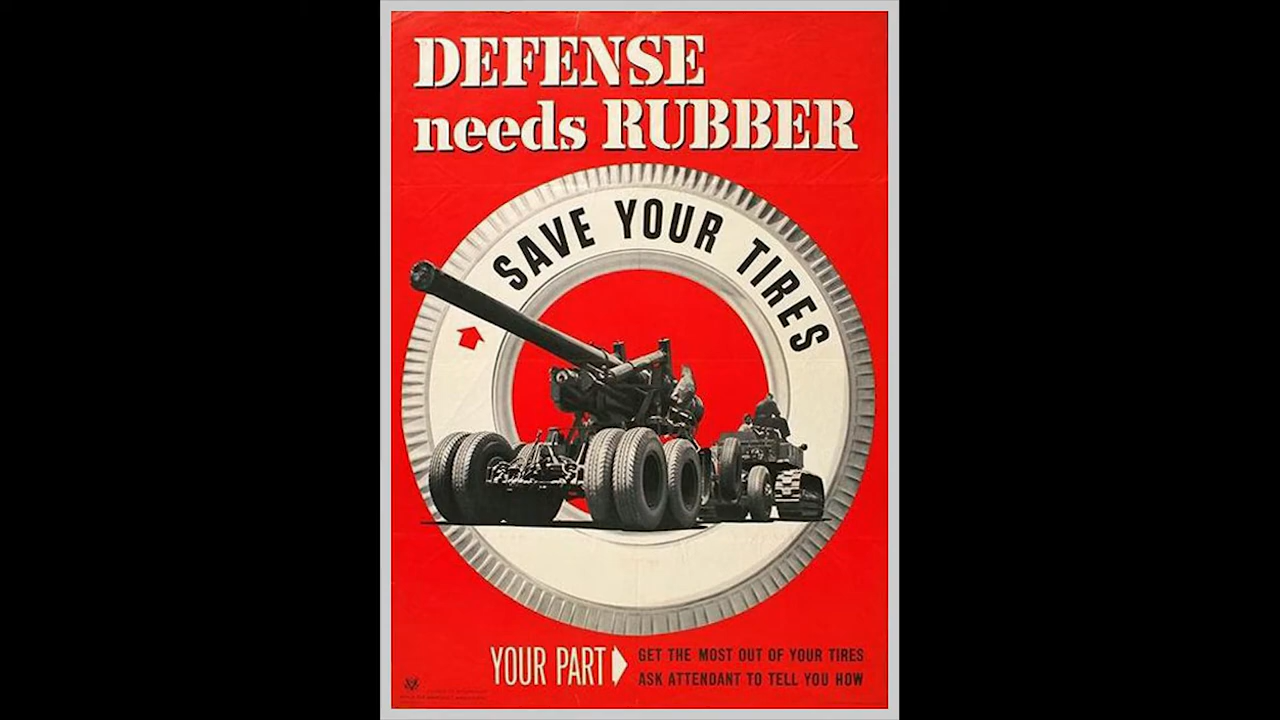 DEFENSE
needs RUBBER
SAVE YOUR TIRES
YOUR PART
GET THE MOST OUT OF YOUR TIRES
ASK ATTENDANT TO TELL YOU HOW